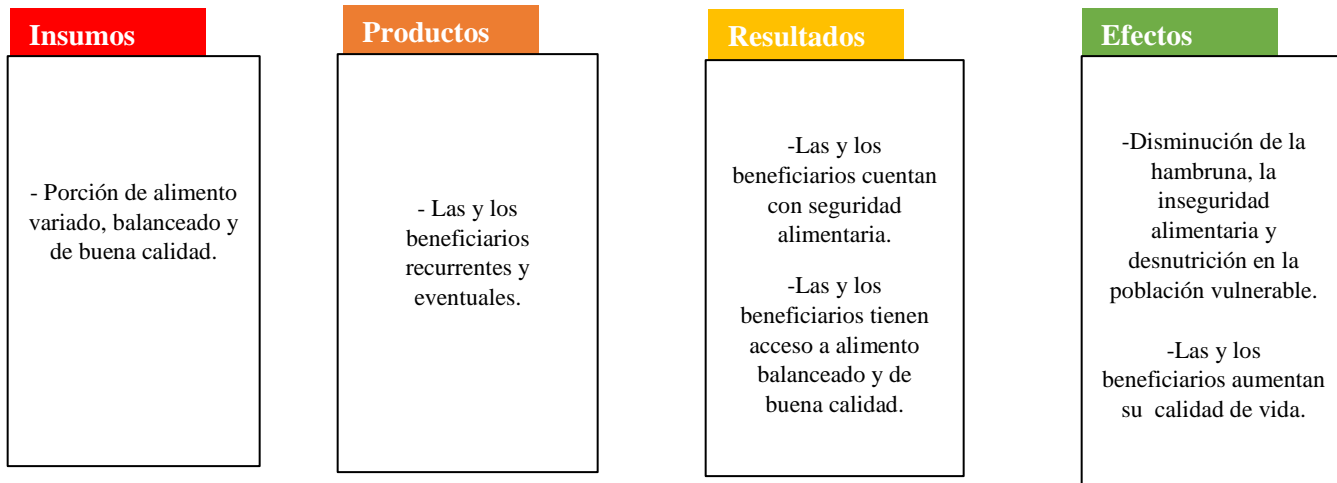 Insumos
- Porción de alimento
variado, balanceado y
de buena calidad.
Productos
- Las y los
beneficiarios
recurrentes y
eventuales.
Resultados
-Las y los
beneficiarios cuentan
con seguridad
alimentaria.
-Las y los
beneficiarios tienen
acceso a alimento
balanceado y de
buena calidad.
Efectos
-Disminución de la
hambruna, la
inseguridad
alimentaria y
desnutrición en la
población vulnerable.
-Las y los
beneficiarios aumentan
su calidad de vida.